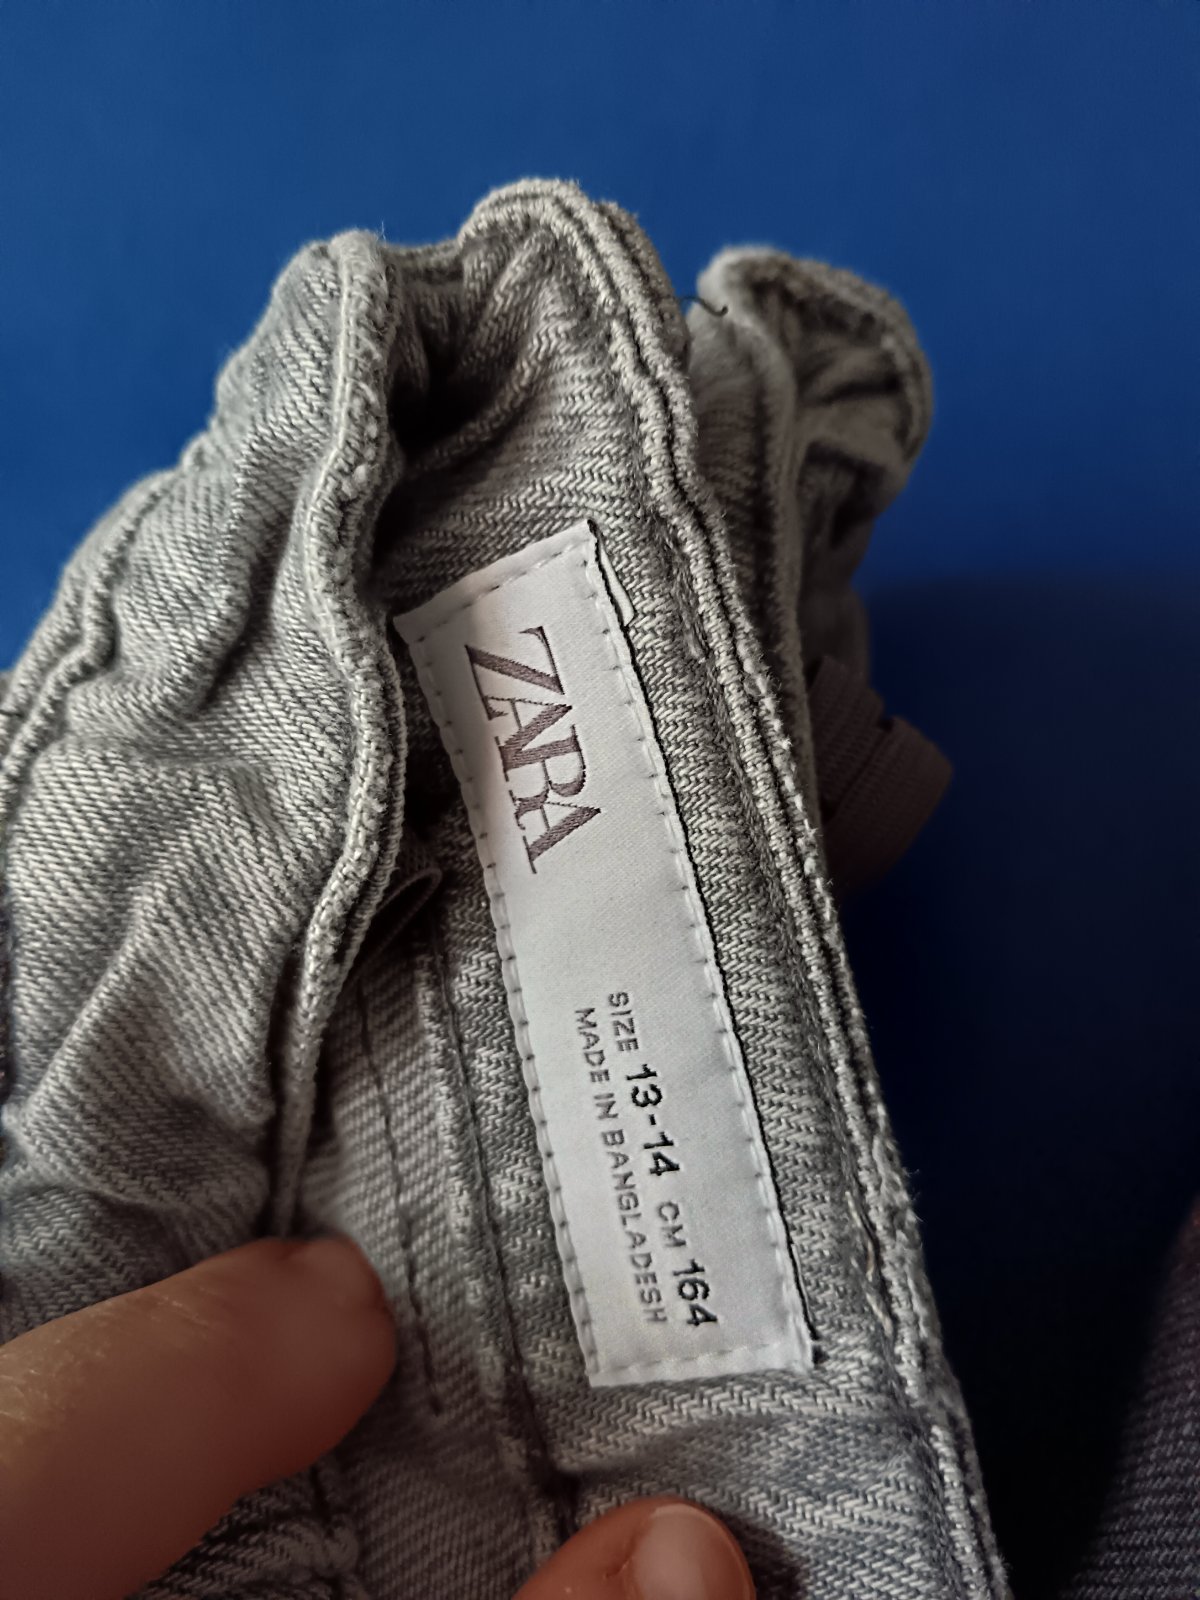 ZARA
SIZE 13-14 CM 164
MADE IN BANGLADESH